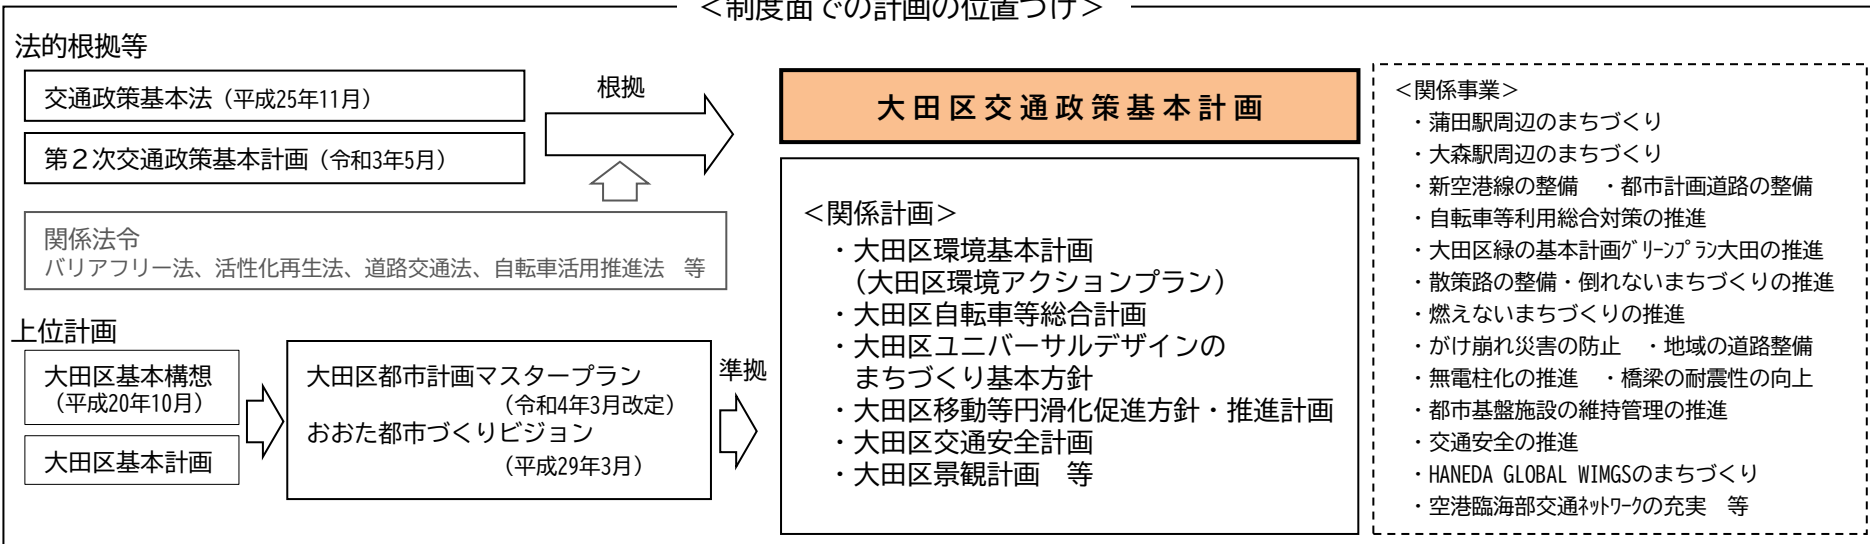 ＜制度面での計画の位置づけ＞
法的根拠等
交通政策基本法（平成25年11月）
第２次交通政策基本計画（令和3年5月）
根拠
関係法令
バリアフリー法、活性化再生法、道路交通法、自転車活用推進法　等
上位計画
大田区基本構想
（平成20年10月）
大田区基本計画
大田区都市計画マスタープラン
（令和4年3月改定）
おおた都市づくりビジョン
（平成29年3月）
準拠
大田区交通政策基本計画
＜関係計画＞
・大田区環境基本計画
（大田区環境アクションプラン）
・大田区自転車等総合計画
・大田区ユニバーサルデザインの
まちづくり基本方針
・大田区移動等円滑化促進方針・推進計画
・大田区交通安全計画
・大田区景観計画　等
＜関係事業＞
・蒲田駅周辺のまちづくり
・大森駅周辺のまちづくり
・新空港線の整備　・都市計画道路の整備
・自転車等利用総合対策の推進
・大田区緑の基本計画ｸﾞﾘｰﾝﾌﾟﾗﾝ大田の推進
・散策路の整備・倒れないまちづくりの推進
・燃えないまちづくりの推進
・がけ崩れ災害の防止　・地域の道路整備
・無電柱化の推進　・橋梁の耐震性の向上
・都市基盤施設の維持管理の推進
・交通安全の推進
・HANEDA GLOBAL WIMGSのまちづくり
・空港臨海部交通ﾈｯﾄﾜｰｸの充実　等